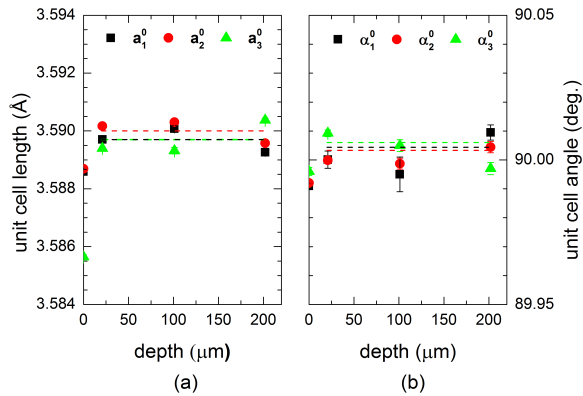 3.594
3.592
3.590
3.588
3.586
3.584
unit cell length (Å)
a₁⁰ a₂⁰ a₃⁰
0 50 100 150 200
depth (μm)
(a)
α₁⁰ α₂⁰ α₃⁰
0 50 100 150 200
depth (μm)
(b)
90.05
90.00
89.95
unit cell angle (deg.)